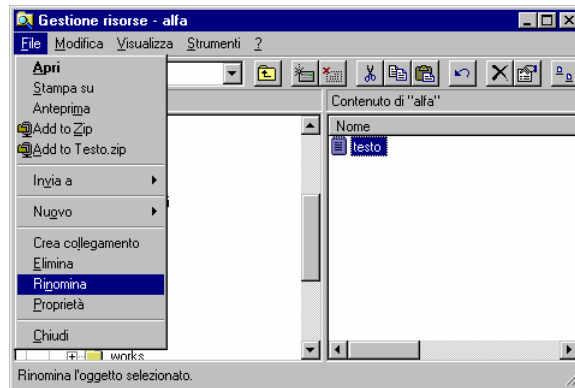 Gestione risorse - alfa
File Modifica Visualizza Strumenti ?
Apri
Stampa su
Anteprima
Add to Zip
Add to Testo.zip
Invia a
Nuovo
Crea collegamento
Elimina
Rinomina
Proprietà
Chiudi
works
Contenuto di "alfa"
Nome
testo
Rinomina l'oggetto selezionato.